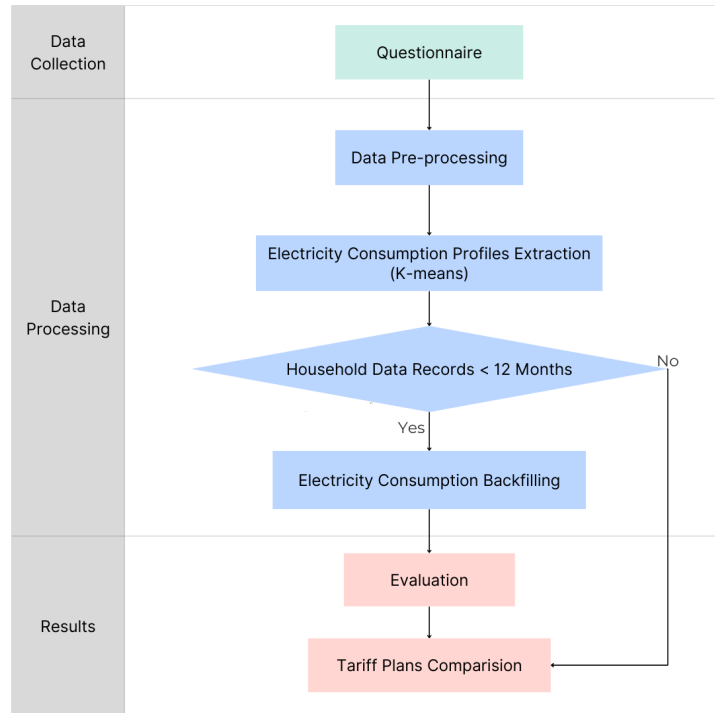 Data
Collection
Questionnaire
Data
Processing
Data Pre-processing
Electricity Consumption Profiles Extraction
(K-means)
Household Data Records < 12 Months
No
Yes
Electricity Consumption Backfilling
Results
Evaluation
Tariff Plans Comparision